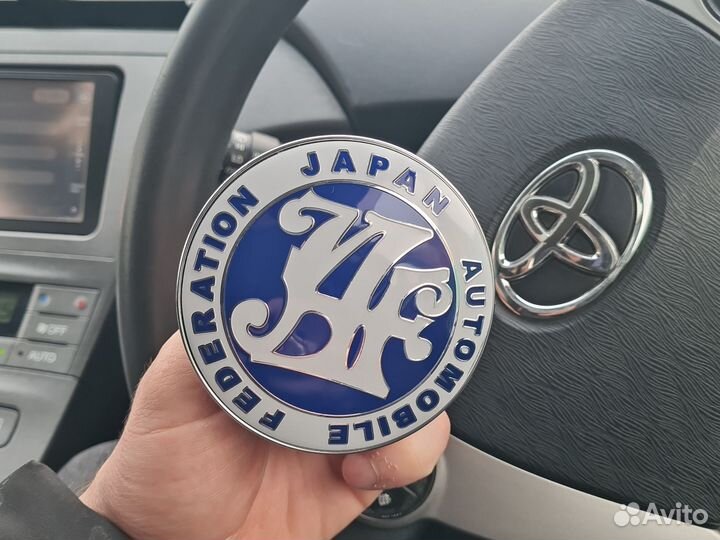 JAPAN AUTOMOBILE FEDERATION
JAF
OFF
AUTO
Avito